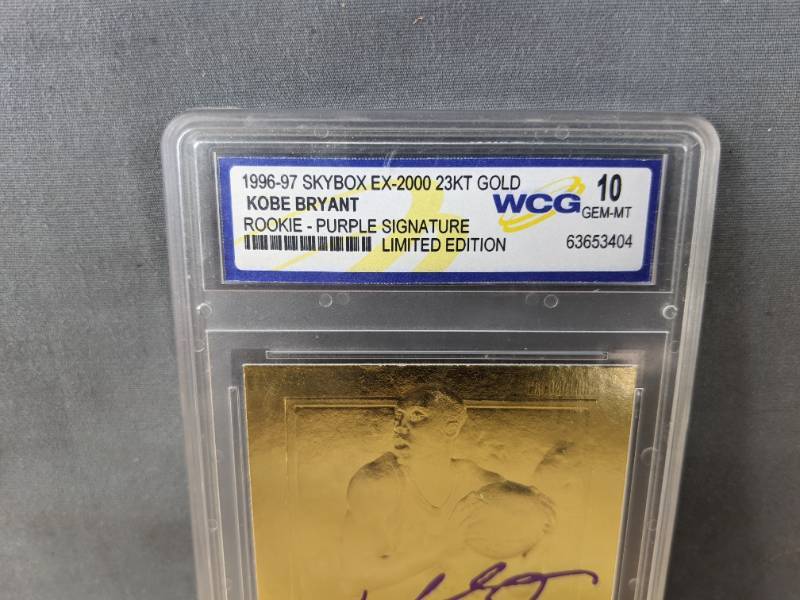 1996-97 SKYBOX EX-2000 23KT GOLD
KOBE BRYANT
ROOKIE - PURPLE SIGNATURE
LIMITED EDITION
WCG
10
GEM-MT
63653404